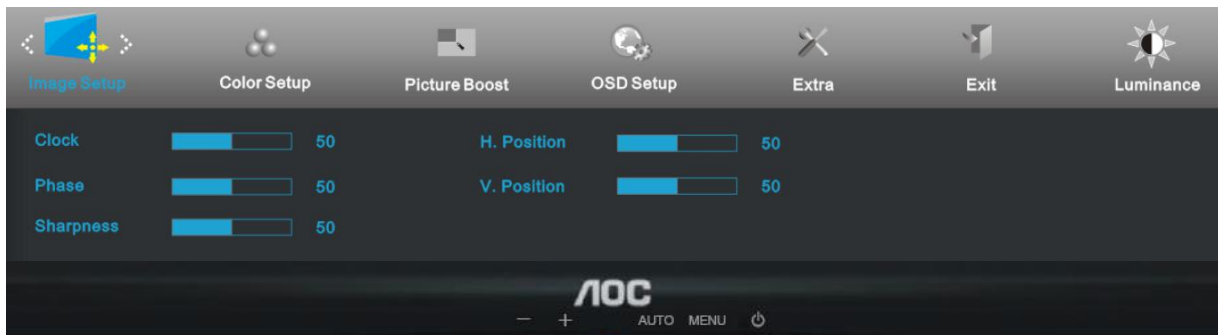 Image Setup Color Setup Picture Boost OSD Setup Extra Exit Luminance
Clock 50 H. Position 50
Phase 50 V. Position 50
Sharpness 50
AOC
- + AUTO MENU